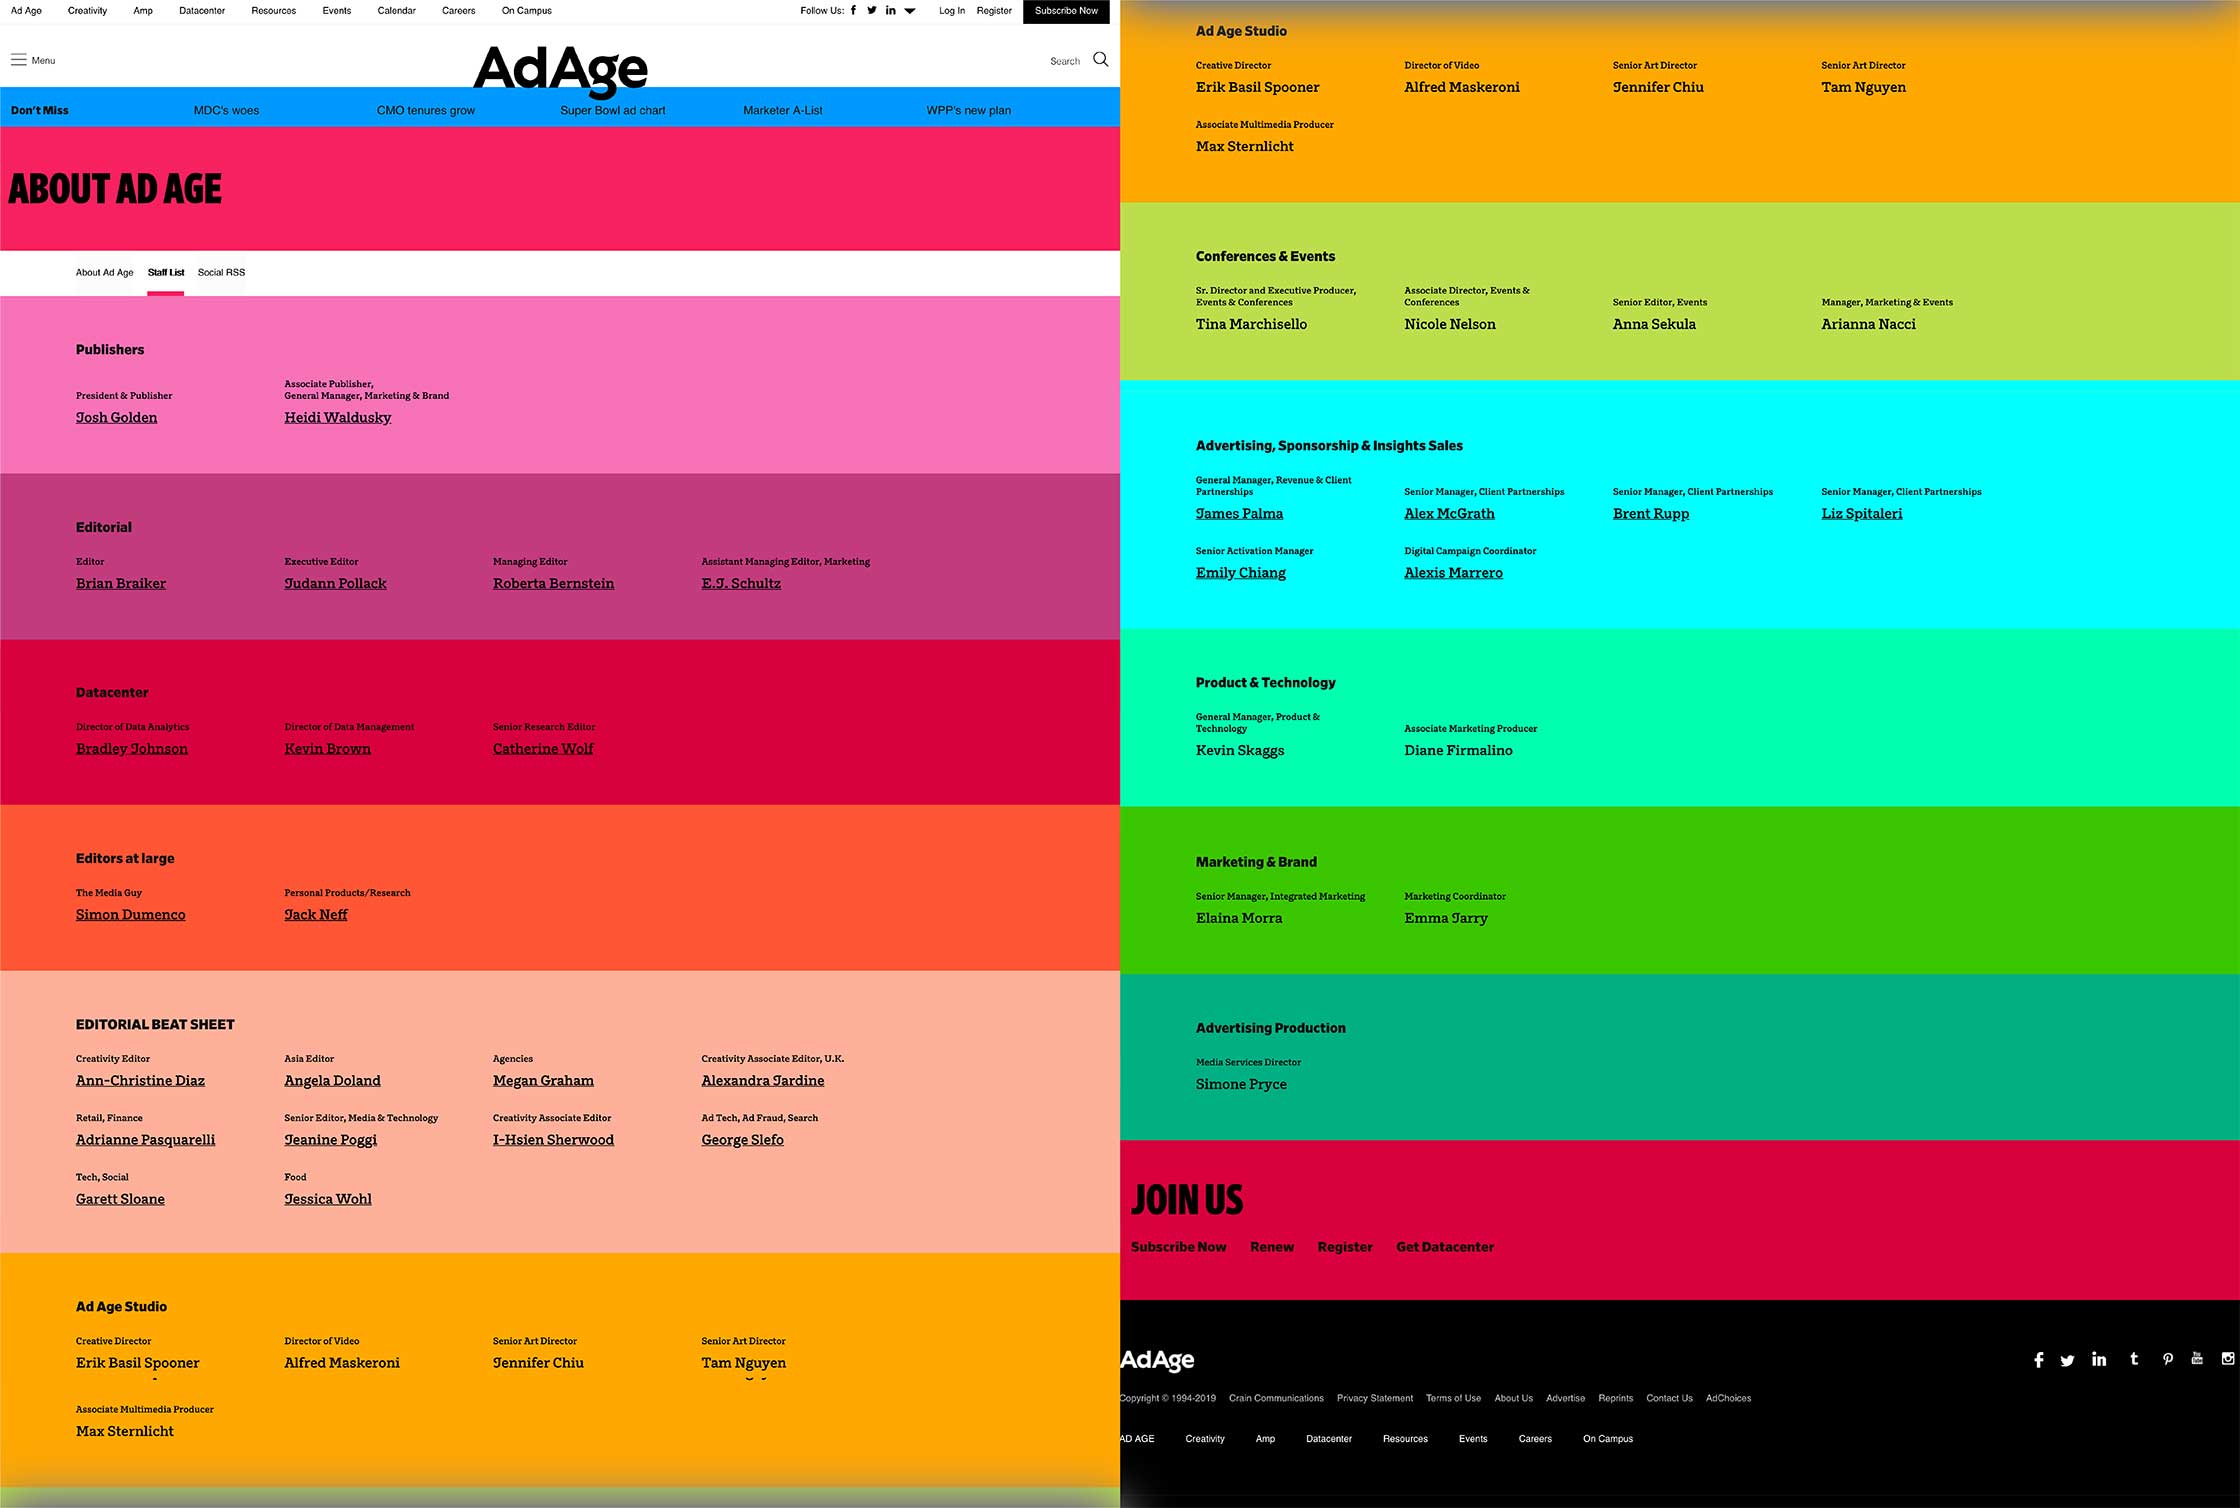 Ad Age Creativity Amp Datacenter Resources Events Calendar Careers On Campus Follow Us: Log In Register Subscribe Now
Menu
AdAge
Search
Don't Miss MDC's woes CMO tenures grow Super Bowl ad chart Marketer A-List WPP's new plan
ABOUT AD AGE
About Ad Age Staff List Social RSS
Publishers
President & Publisher
Josh Golden
Associate Publisher,
General Manager, Marketing & Brand
Heidi Waldusky
Editorial
Editor Executive Editor Managing Editor Assistant Managing Editor, Marketing
Brian Braiker Judann Pollack Roberta Bernstein E.J. Schultz
Datacenter
Director of Data Analytics Director of Data Management Senior Research Editor
Bradley Johnson Kevin Brown Catherine Wolf
Editors at large
The Media Guy Personal Products/Research
Simon Dumenco Jack Neff
EDITORIAL BEAT SHEET
Creativity Editor Asia Editor Agencies Creativity Associate Editor, U.K.
Ann-Christine Diaz Angela Doland Megan Graham Alexandra Jardine
Retail, Finance Senior Editor, Media & Technology Creativity Associate Editor Ad Tech, Ad Fraud, Search
Adrianne Pasquarelli Jeanine Poggi I-Hsien Sherwood George Slefo
Tech, Social Food
Garett Sloane Jessica Wohl
Ad Age Studio
Creative Director Director of Video Senior Art Director Senior Art Director
Erik Basil Spooner Alfred Maskeroni Jennifer Chiu Tam Nguyen
Associate Multimedia Producer
Max Sternlicht
Ad Age Studio
Creative Director Director of Video Senior Art Director Senior Art Director
Erik Basil Spooner Alfred Maskeroni Jennifer Chiu Tam Nguyen
Associate Multimedia Producer
Max Sternlicht
Conferences & Events
Sr. Director and Executive Producer,
Events & Conferences
Tina Marchisello
Associate Director, Events &
Conferences
Nicole Nelson
Senior Editor, Events
Anna Sekula
Manager, Marketing & Events
Arianna Nacci
Advertising, Sponsorship & Insights Sales
General Manager, Revenue & Client
Partnerships
James Palma
Senior Manager, Client Partnerships
Alex McGrath
Senior Manager, Client Partnerships
Brent Rupp
Senior Manager, Client Partnerships
Liz Spitaleri
Senior Activation Manager Digital Campaign Coordinator
Emily Chiang Alexis Marrero
Product & Technology
General Manager, Product &
Technology
Kevin Skaggs
Associate Marketing Producer
Diane Firmalino
Marketing & Brand
Senior Manager, Integrated Marketing Marketing Coordinator
Elaina Morra Emma Jarry
Advertising Production
Media Services Director
Simone Pryce
JOIN US
Subscribe Now Renew Register Get Datacenter
AdAge
Copyright © 1994-2019 Crain Communications Privacy Statement Terms of Use About Us Advertise Reprints Contact Us AdChoices
AD AGE Creativity Amp Datacenter Resources Events Careers On Campus